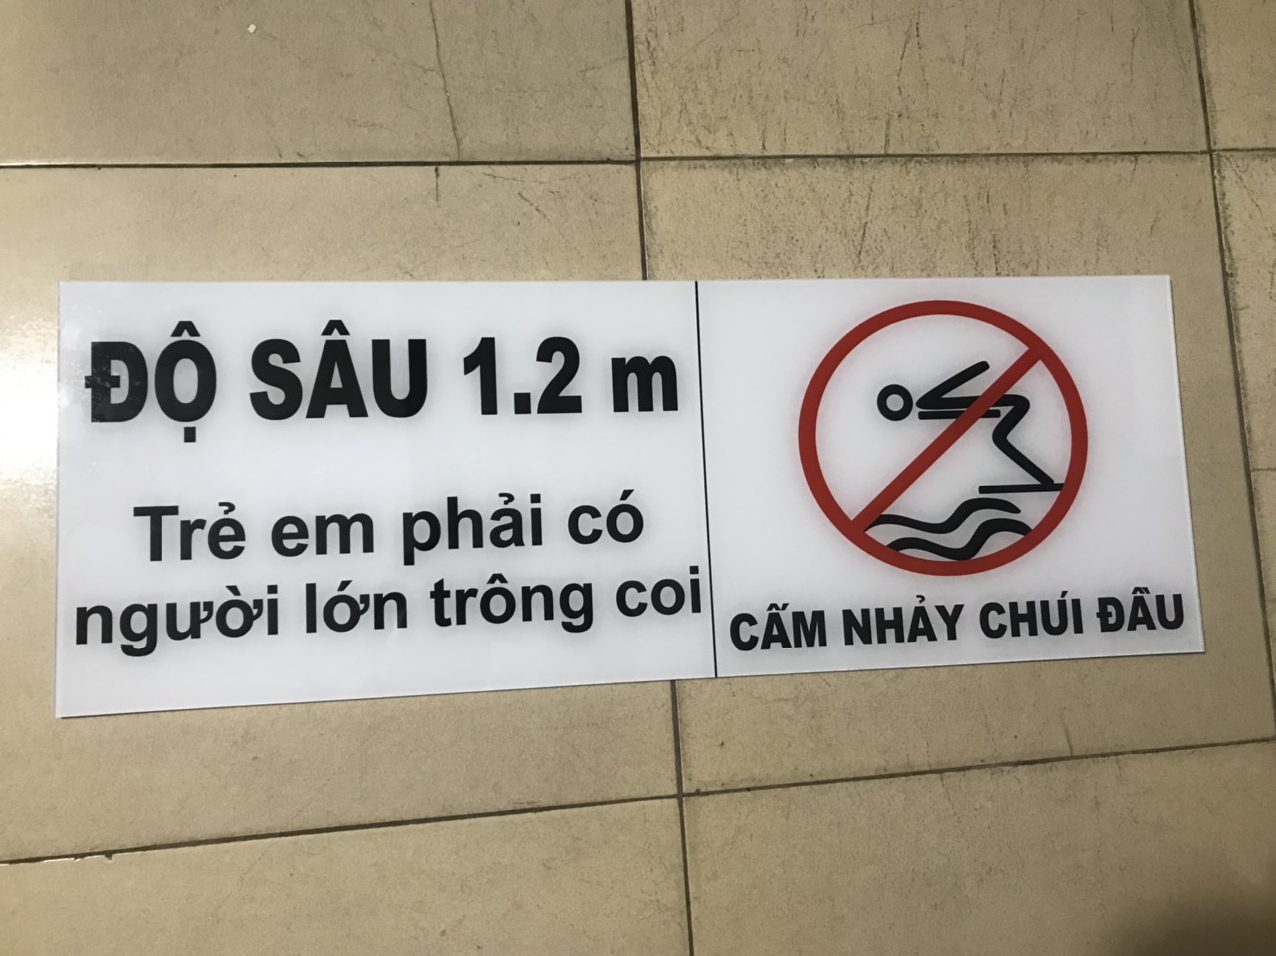 ĐỘ SÂU 1.2 m
Trẻ em phải có
người lớn trông coi
CẤM NHẢY CHÚI ĐẦU